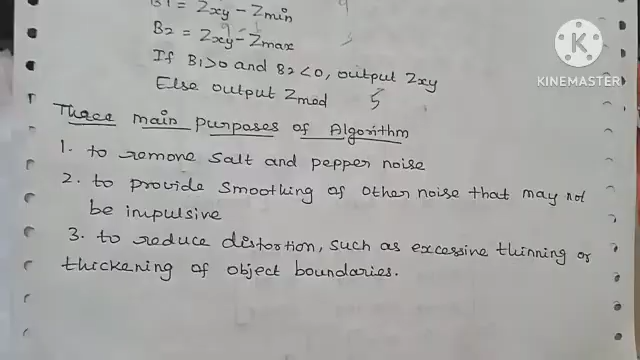 B1 = Zxy - Zmin
B2 = Zxy - Zmax
If B1>0 and B2<0, output Zxy
Else output Zmed
Three main purposes of Algorithm
1. to remone salt and pepper noise
2. to provide smoothing of other noise that may not
be impulsive
3. to reduce distortion, such as excessive thinning or
thickening of object boundaries.
KINEMASTER